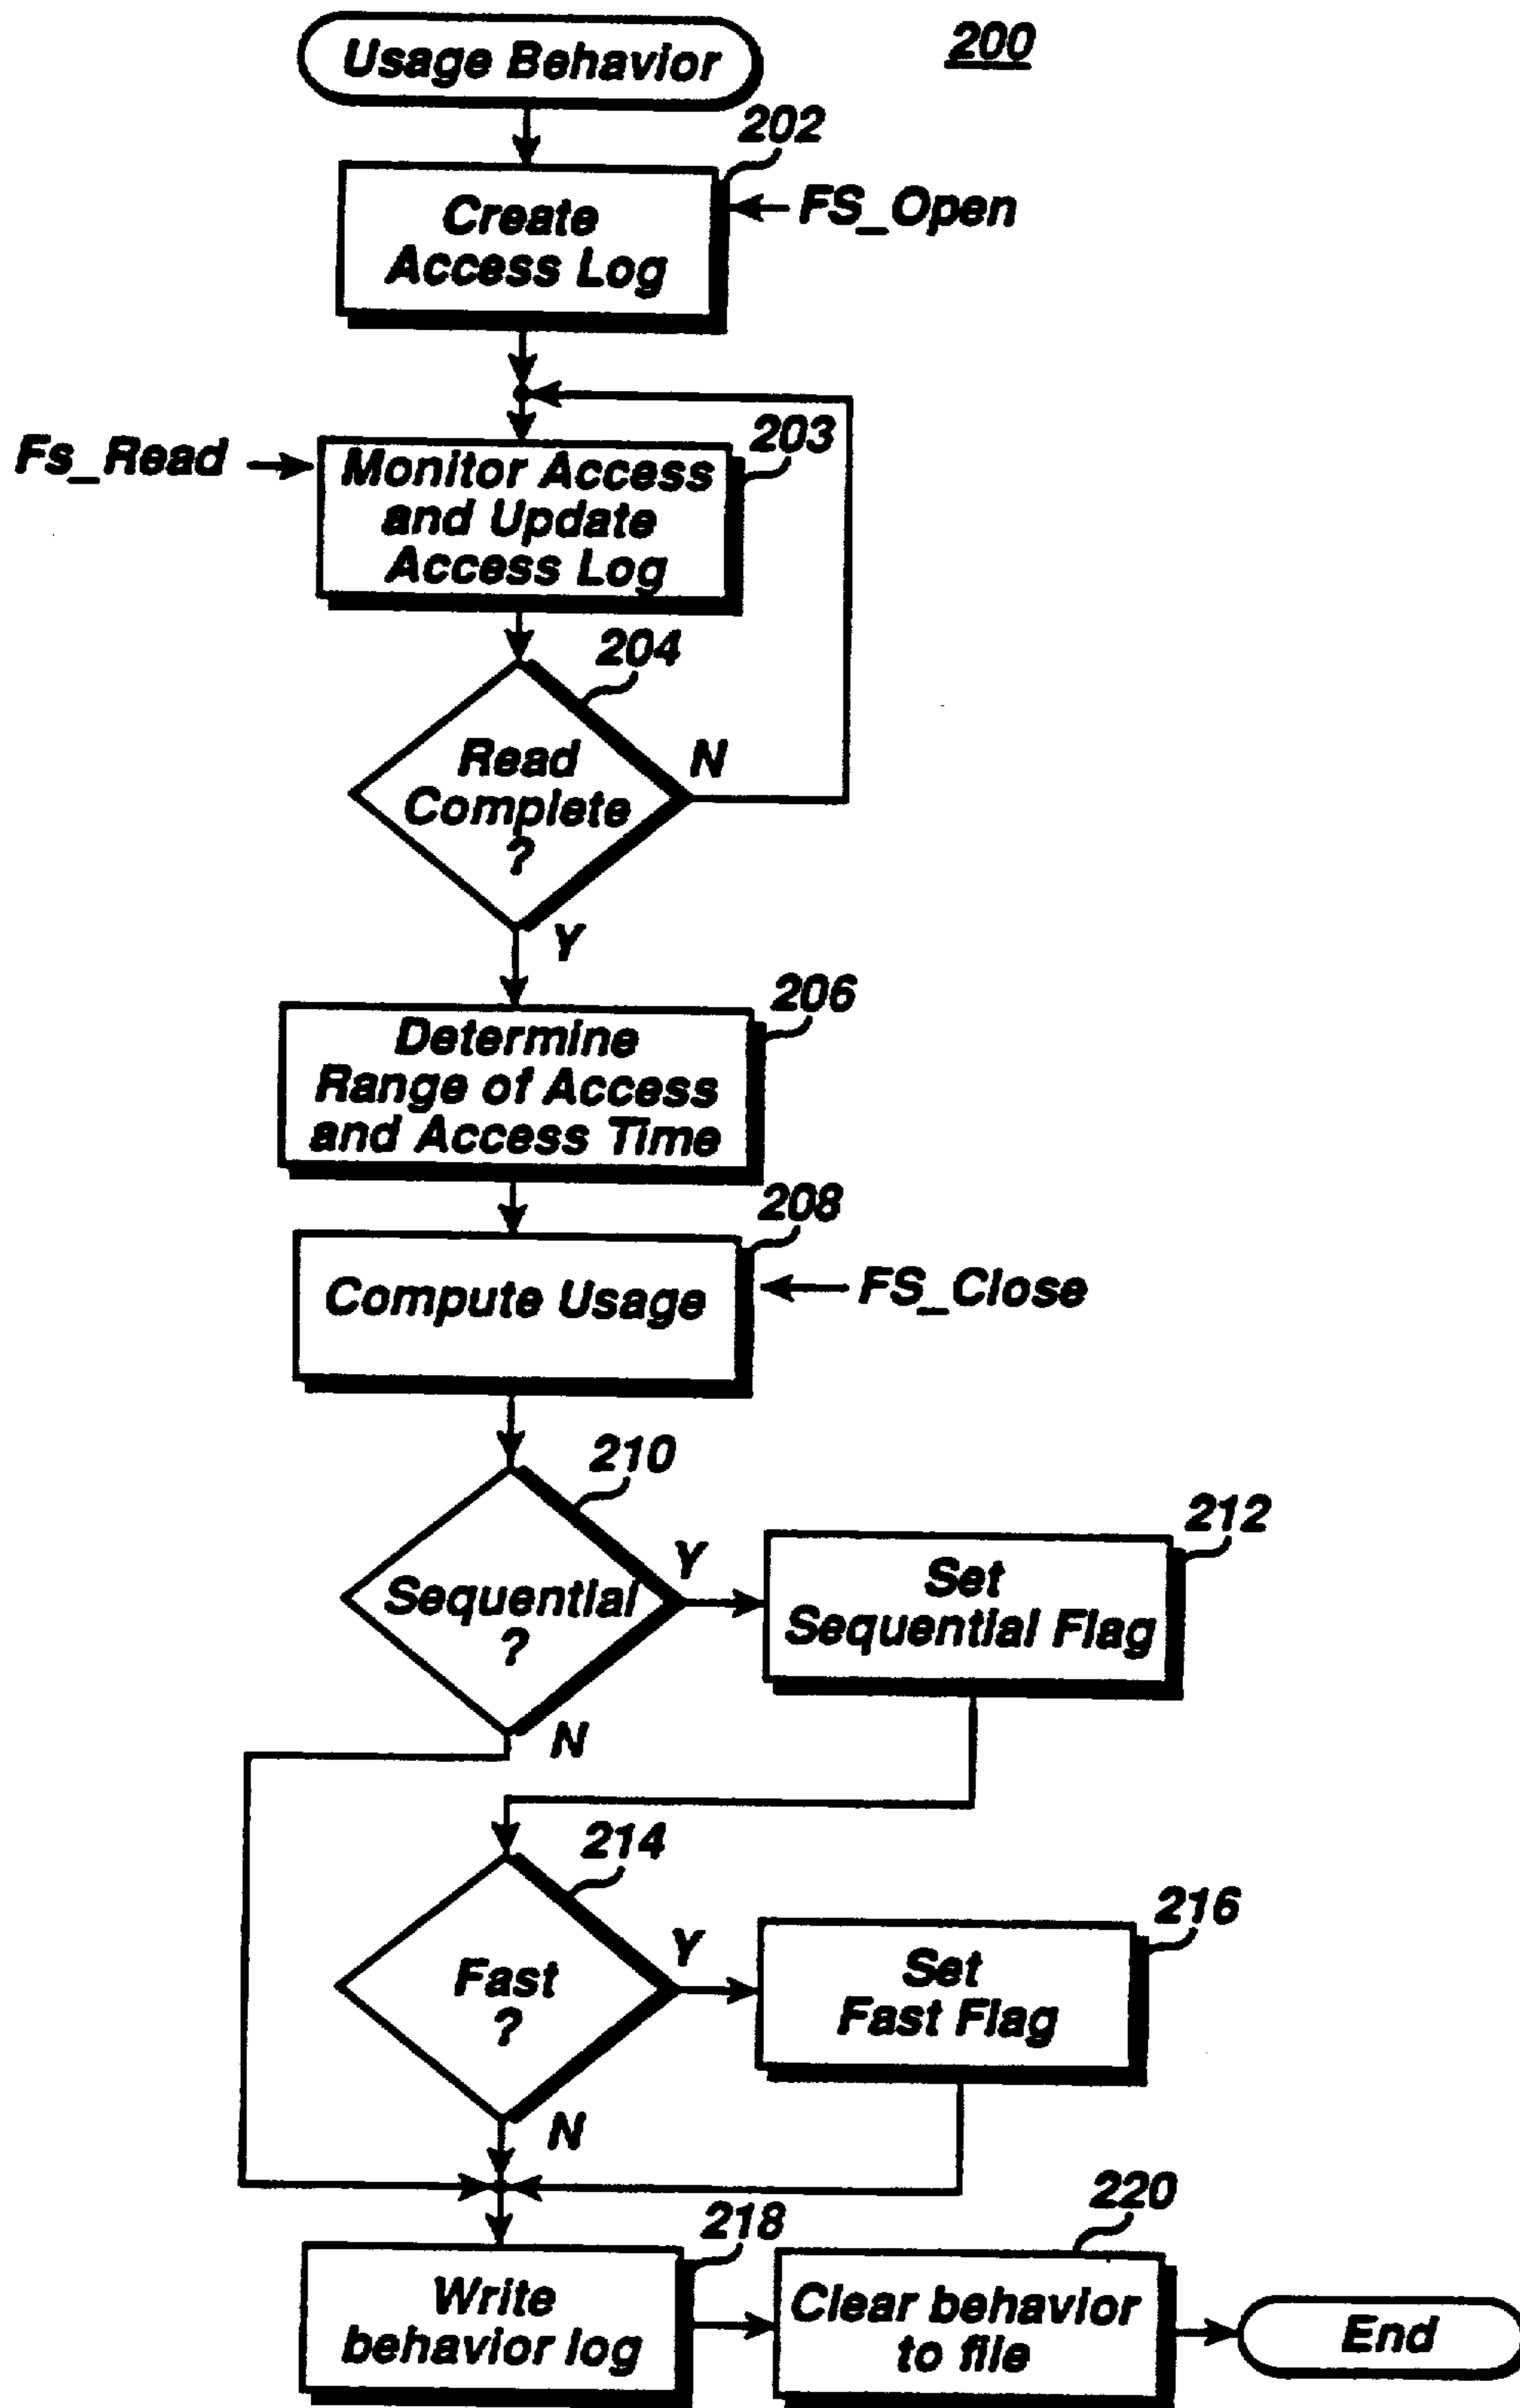 Usage Behavior
200
202
Create
Access Log
FS_Open
Fs_Read
203
Monitor Access
and Update
Access Log
204
Read
Complete
?
N
Y
206
Determine
Range of Access
and Access Time
208
Compute Usage
FS_Close
210
Sequential
?
Y
N
212
Set
Sequential Flag
214
Fast
?
Y
N
216
Set
Fast Flag
218
Write
behavior log
220
Clear behavior
to file
End